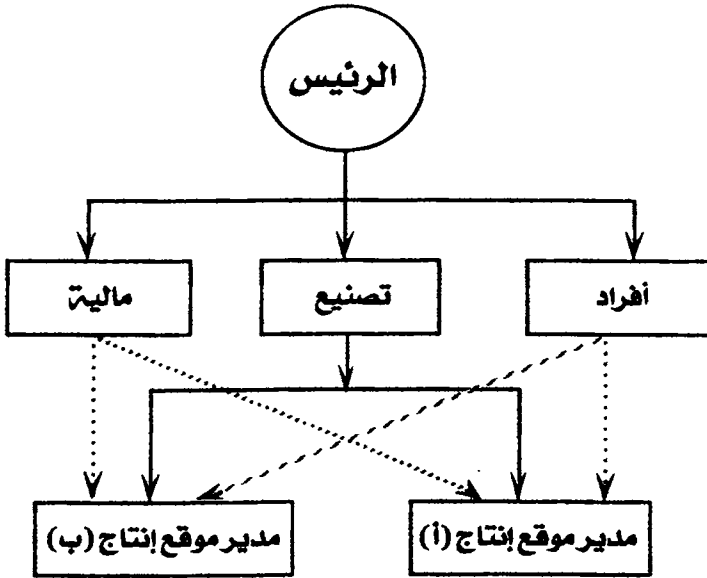 الرئيس
أفراد
تصنيع
مالية
مدير موقع إنتاج (أ)
مدير موقع إنتاج (ب)